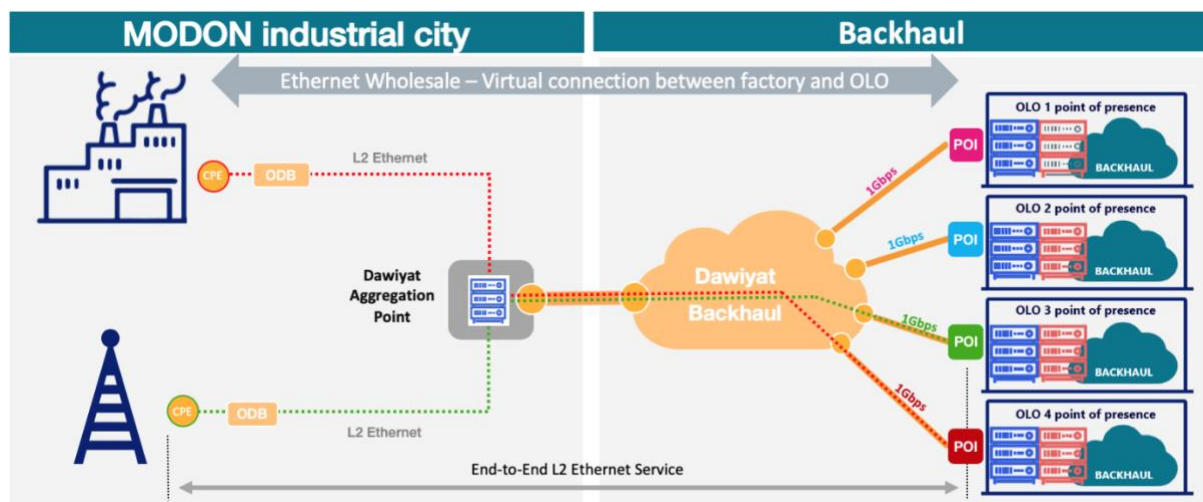 MODON industrial city
Backhaul
Ethernet Wholesale – Virtual connection between factory and OLO
CPE
ODB
L2 Ethernet
Dawiyat
Aggregation
Point
CPE
ODB
L2 Ethernet
Dawiyat
Backhaul
1Gbps
1Gbps
1Gbps
1Gbps
POI
OLO 1 point of presence
BACKHAUL
POI
OLO 2 point of presence
BACKHAUL
POI
OLO 3 point of presence
BACKHAUL
POI
OLO 4 point of presence
BACKHAUL
End-to-End L2 Ethernet Service